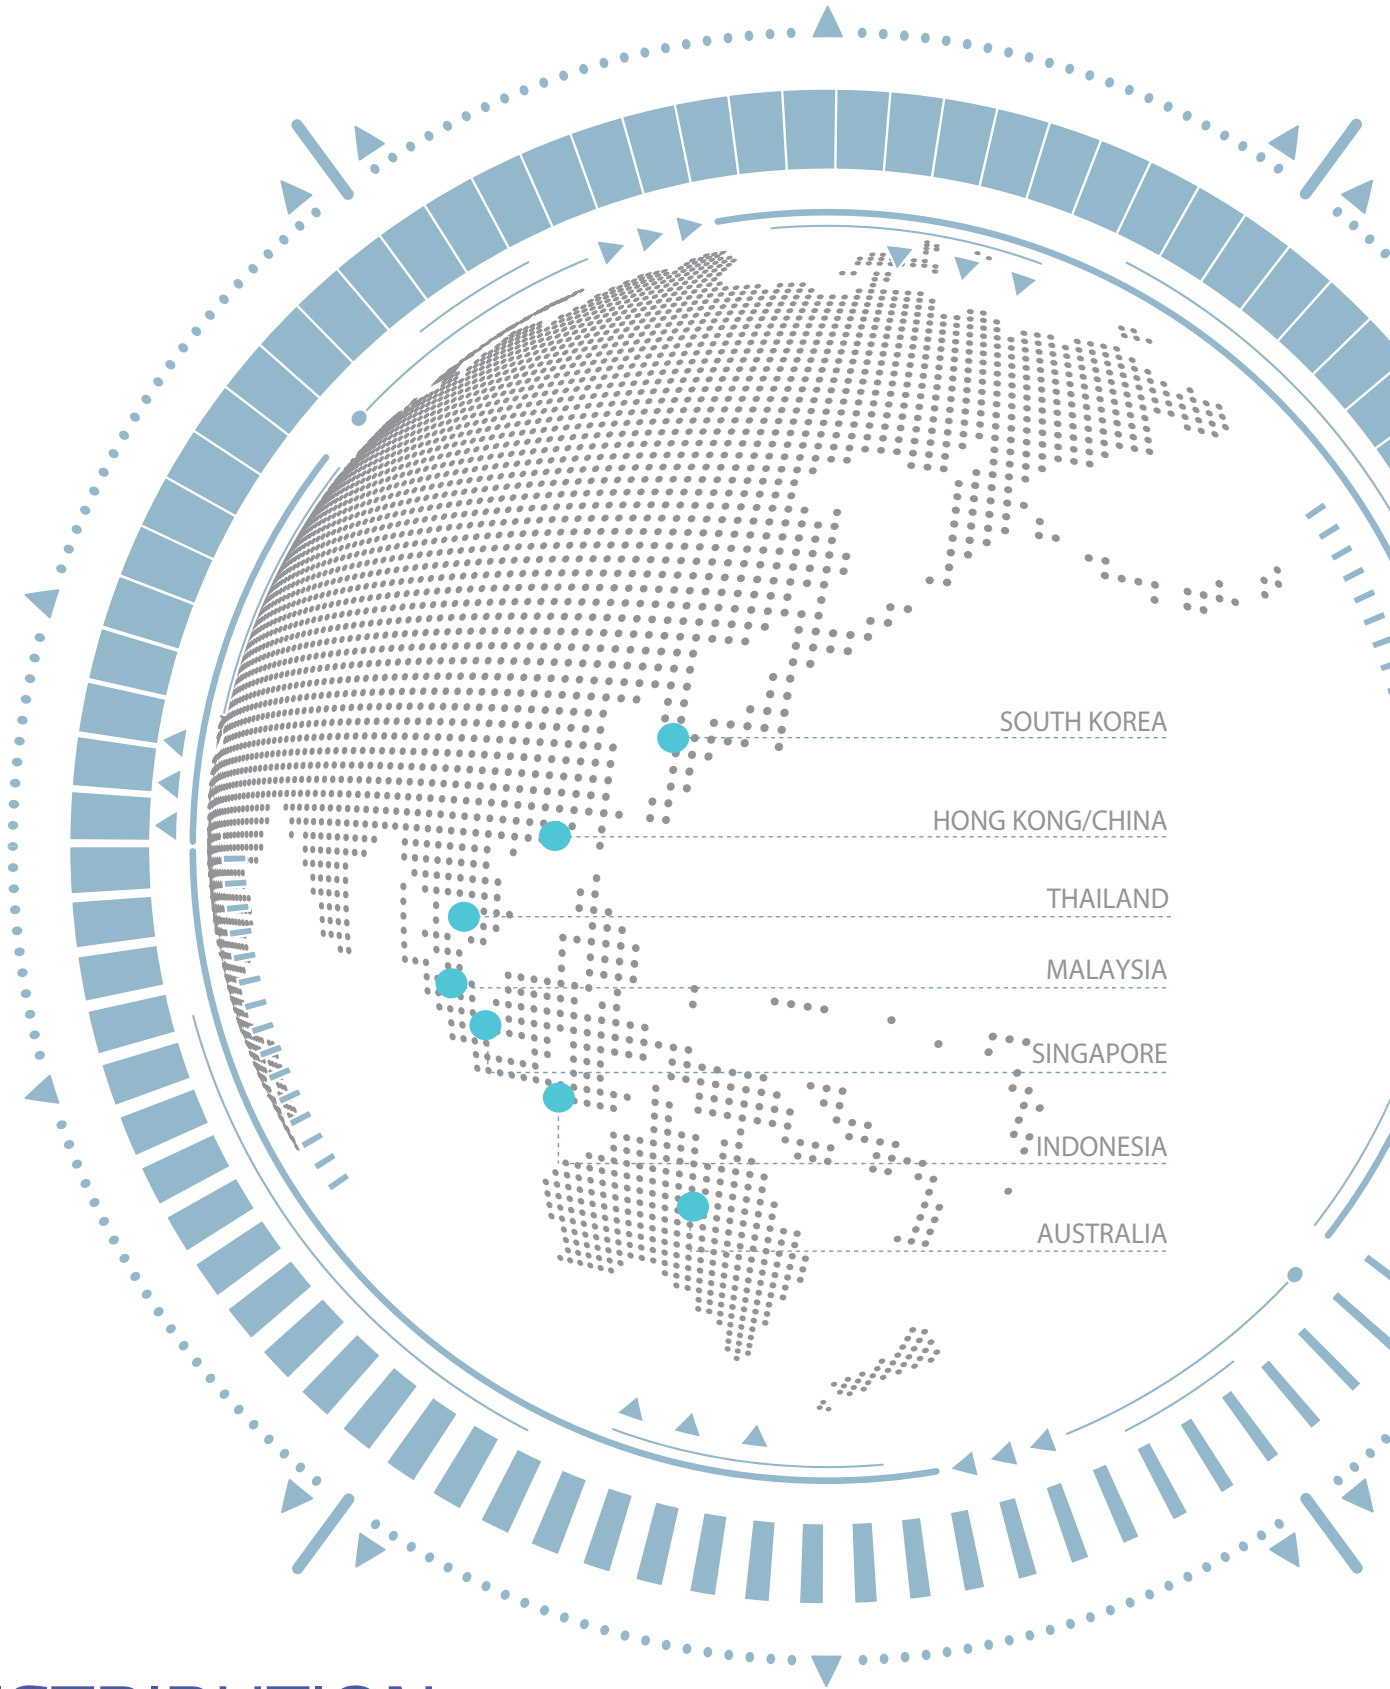 SOUTH KOREA
HONG KONG/CHINA
THAILAND
MALAYSIA
SINGAPORE
INDONESIA
AUSTRALIA